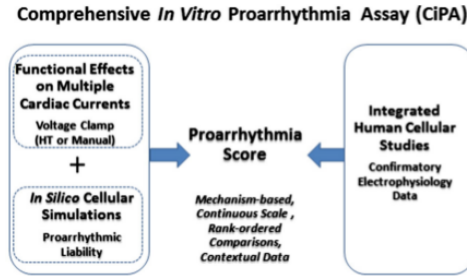 Comprehensive In Vitro Proarrhythmia Assay (CiPA)
Functional Effects
on Multiple
Cardiac Currents
Voltage Clamp
(HT or Manual)
+
In Silico Cellular
Simulations
Proarrhythmic
Liability
Proarrhythmia
Score
Mechanism-based,
Continuous Scale ,
Rank-ordered
Comparisons,
Contextual Data
Integrated
Human Cellular
Studies
Confirmatory
Electrophysiology
Data